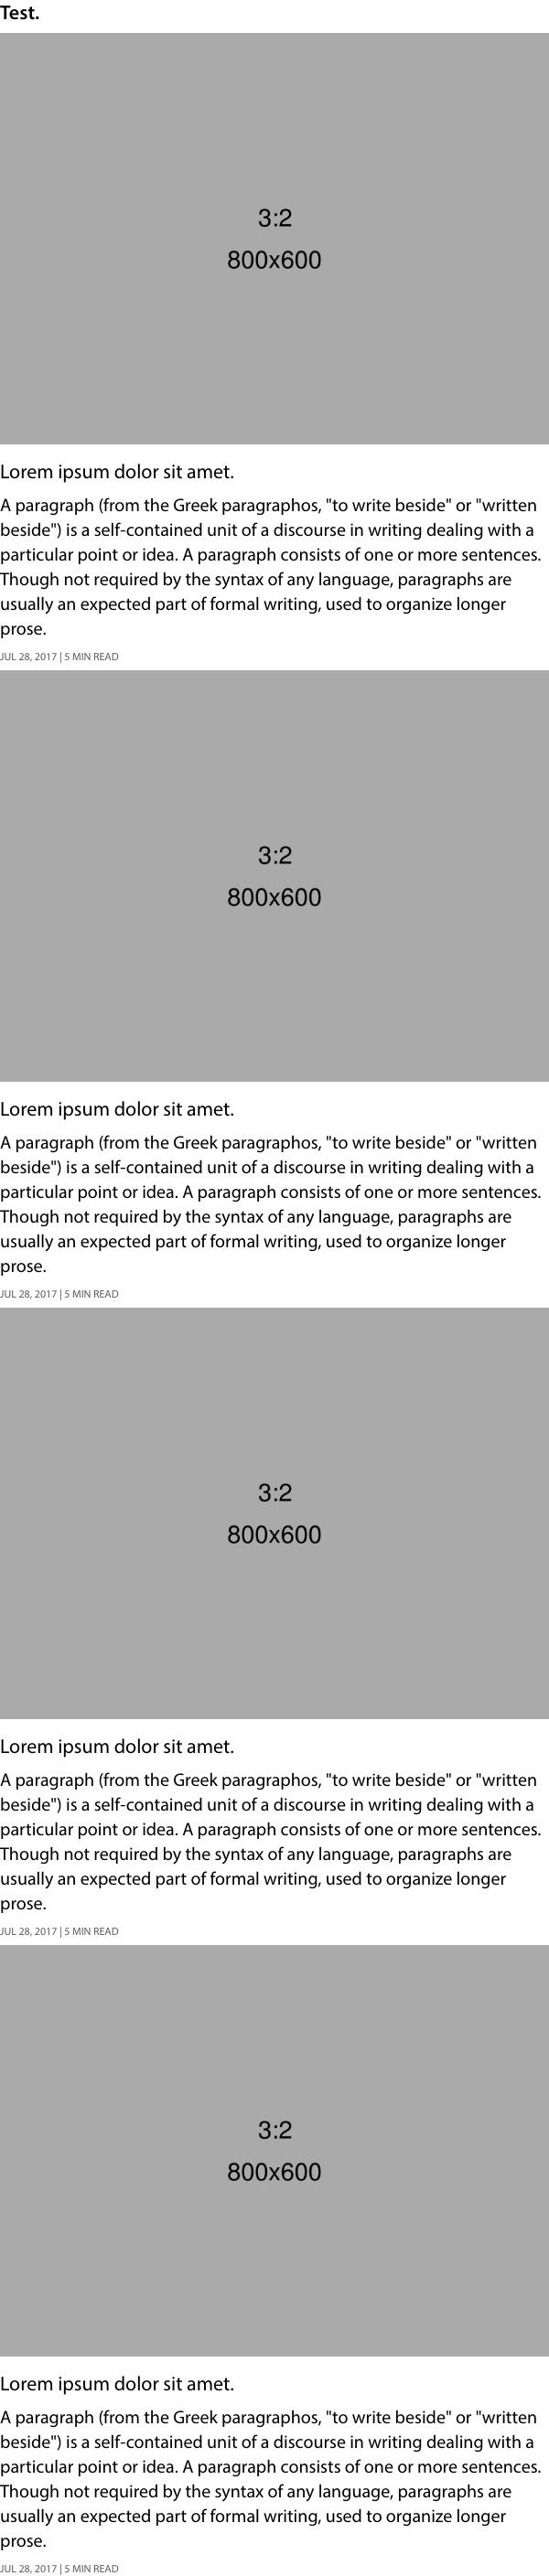 Test.
3:2
800x600
Lorem ipsum dolor sit amet.
A paragraph (from the Greek paragraphos, "to write beside" or "written
beside") is a self-contained unit of a discourse in writing dealing with a
particular point or idea. A paragraph consists of one or more sentences.
Though not required by the syntax of any language, paragraphs are
usually an expected part of formal writing, used to organize longer
prose.
JUL 28, 2017 | 5 MIN READ
3:2
800x600
Lorem ipsum dolor sit amet.
A paragraph (from the Greek paragraphos, "to write beside" or "written
beside") is a self-contained unit of a discourse in writing dealing with a
particular point or idea. A paragraph consists of one or more sentences.
Though not required by the syntax of any language, paragraphs are
usually an expected part of formal writing, used to organize longer
prose.
JUL 28, 2017 | 5 MIN READ
3:2
800x600
Lorem ipsum dolor sit amet.
A paragraph (from the Greek paragraphos, "to write beside" or "written
beside") is a self-contained unit of a discourse in writing dealing with a
particular point or idea. A paragraph consists of one or more sentences.
Though not required by the syntax of any language, paragraphs are
usually an expected part of formal writing, used to organize longer
prose.
JUL 28, 2017 | 5 MIN READ
3:2
800x600
Lorem ipsum dolor sit amet.
A paragraph (from the Greek paragraphos, "to write beside" or "written
beside") is a self-contained unit of a discourse in writing dealing with a
particular point or idea. A paragraph consists of one or more sentences.
Though not required by the syntax of any language, paragraphs are
usually an expected part of formal writing, used to organize longer
prose.
JUL 28, 2017 | 5 MIN READ